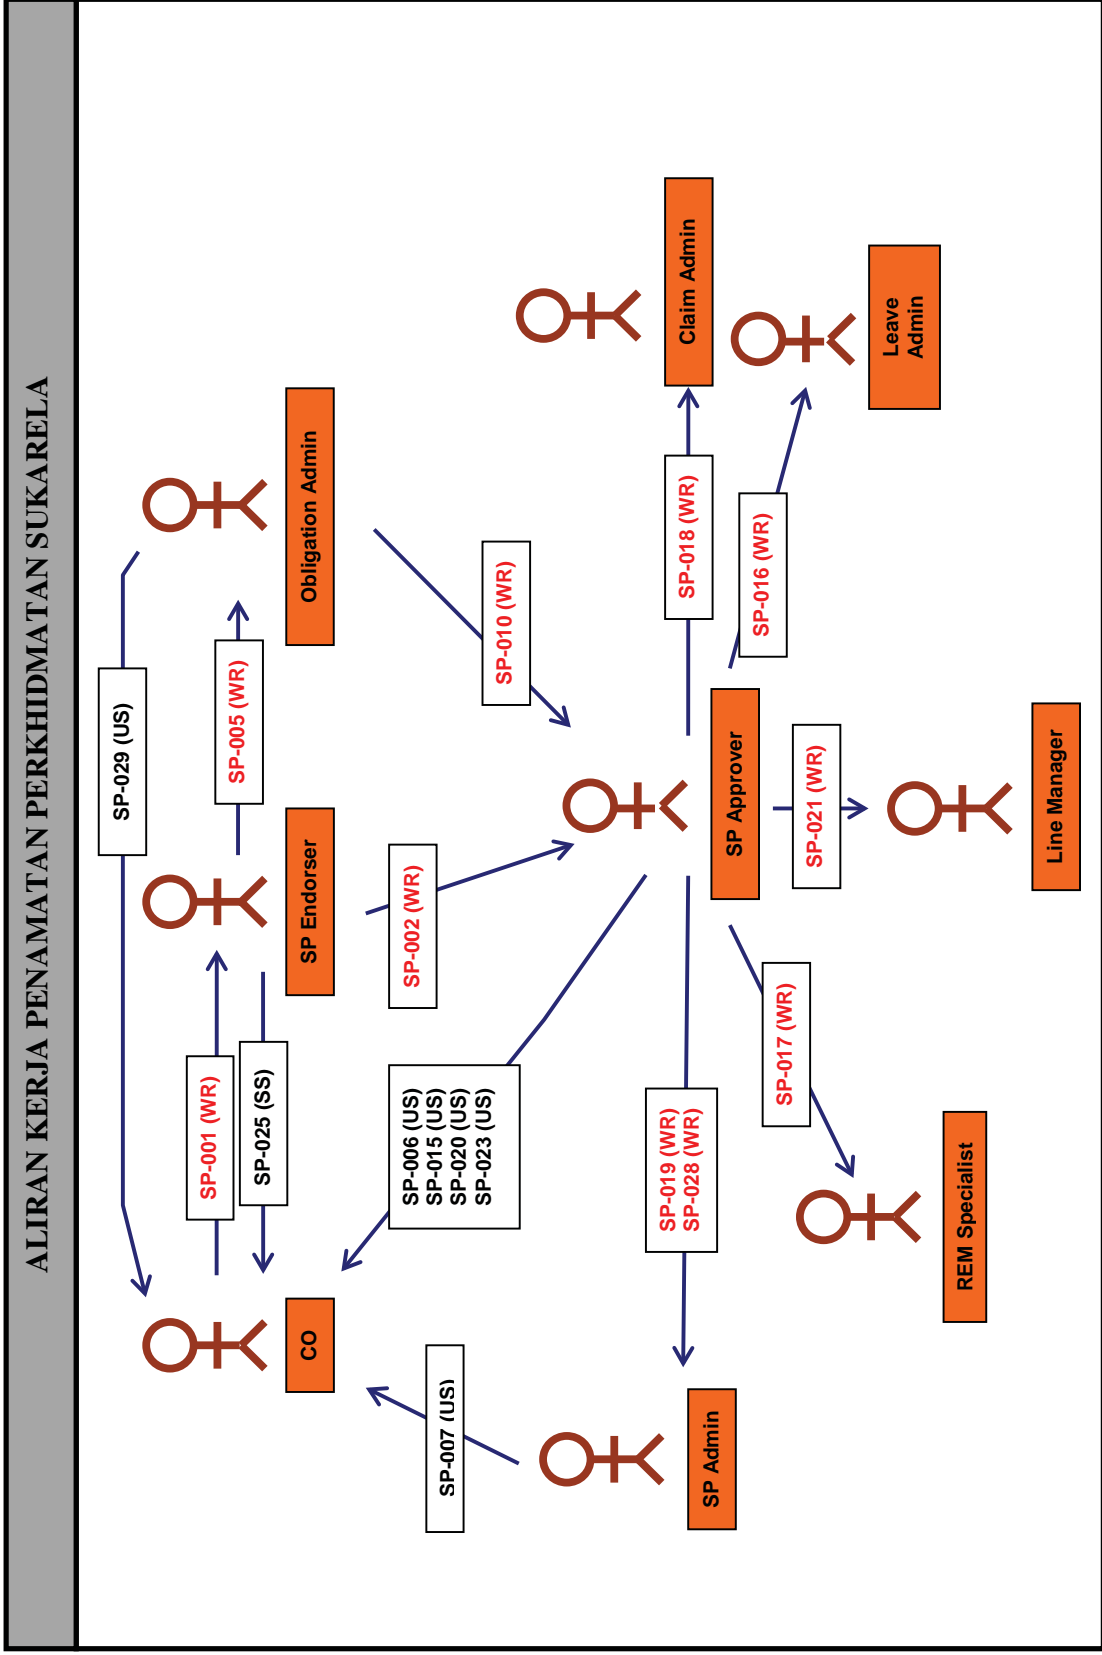 ALIRAN KERJA PENAMATAN PERKHIDMATAN SUKARELA
SP-029 (US)
SP-001 (WR)
SP-005 (WR)
SP-025 (SS)
CO
SP Endorser
Obligation Admin
SP-007 (US)
SP-006 (US)
SP-015 (US)
SP-020 (US)
SP-023 (US)
SP-002 (WR)
SP-010 (WR)
SP-019 (WR)
SP-028 (WR)
SP-018 (WR)
Claim Admin
SP Admin
SP Approver
SP-016 (WR)
SP-017 (WR)
SP-021 (WR)
Leave
Admin
REM Specialist
Line Manager